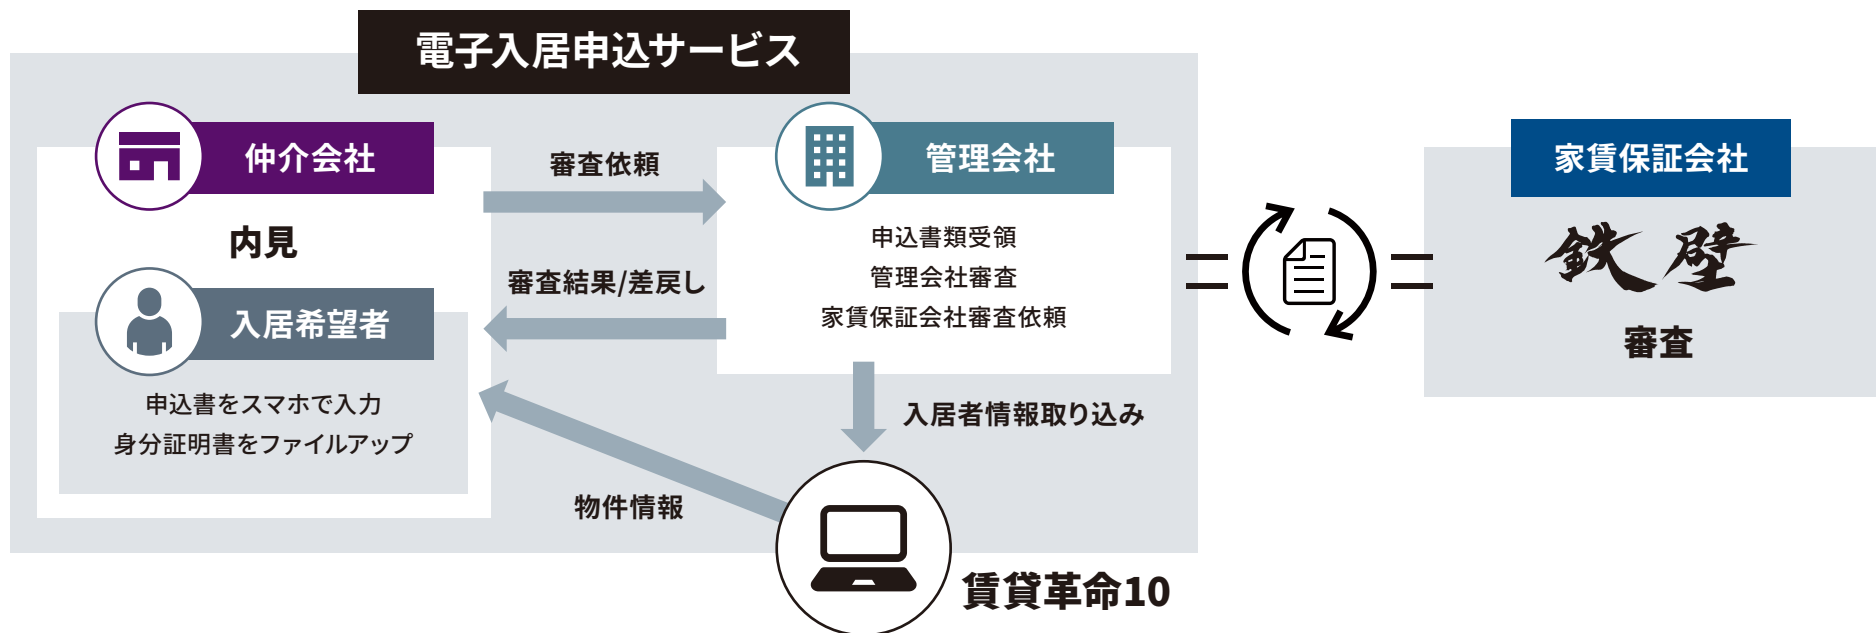 電子入居申込サービス
仲介会社
内見
入居希望者
申込書をスマホで入力
身分証明書をファイルアップ
審査依頼
審査結果/差戻し
物件情報
管理会社
申込書類受領
管理会社審査
家賃保証会社審査依頼
入居者情報取り込み
賃貸革命10
家賃保証会社
鉄壁
審査